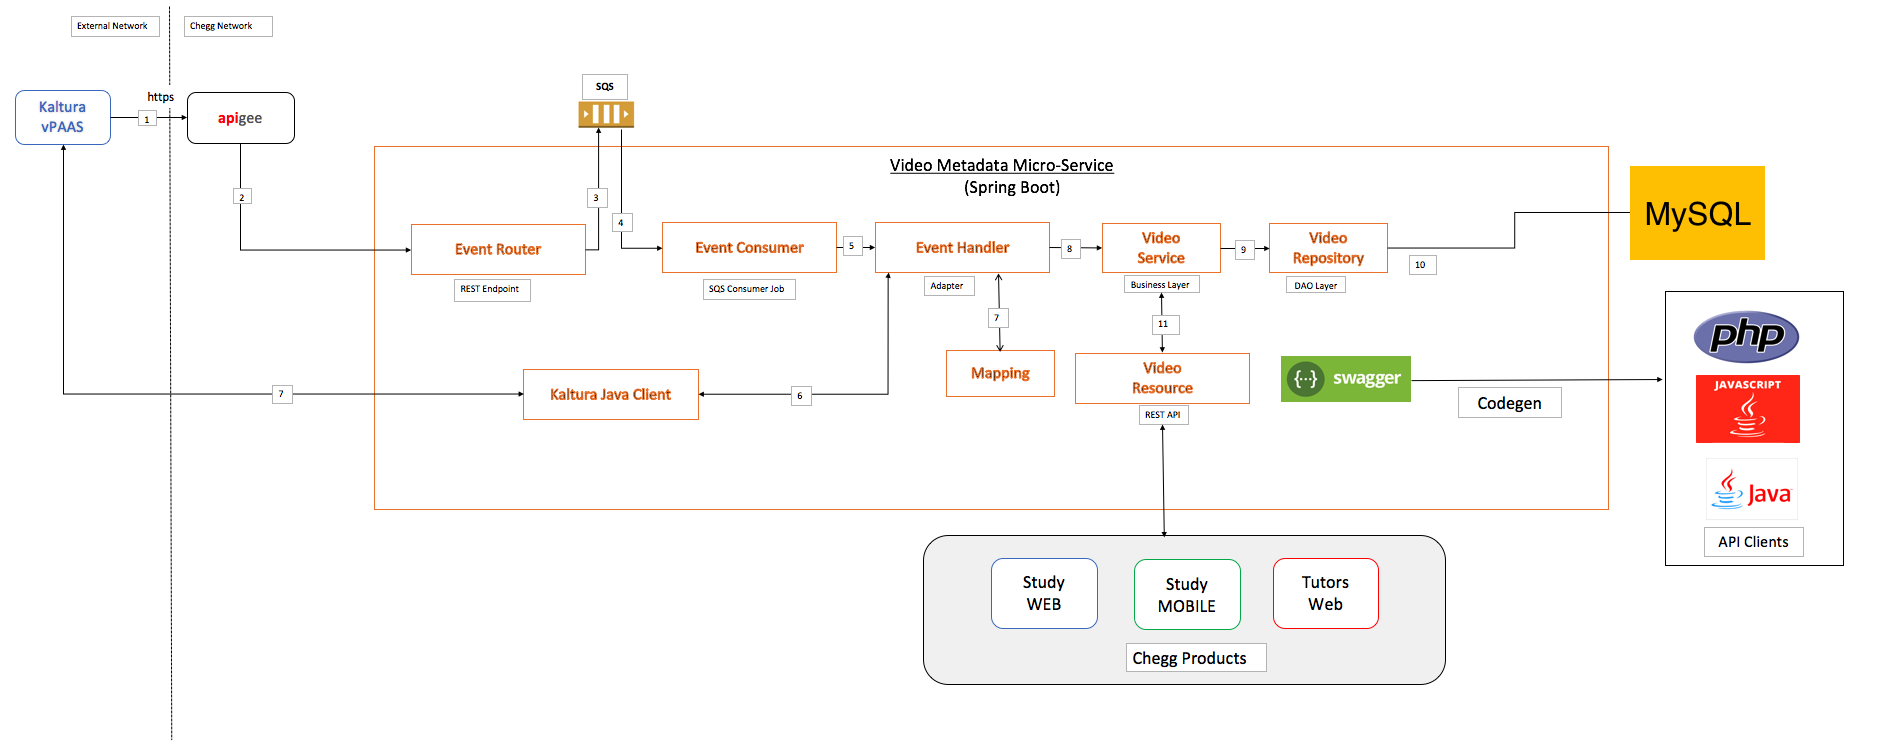 External Network
Chegg Network
https
Kaltura
vPAAS
1
apigee
SQS
Video Metadata Micro-Service
(Spring Boot)
2
3
4
Event Router
REST Endpoint
Event Consumer
SQS Consumer Job
5
Event Handler
Adapter
8
Video
Service
Business Layer
9
Video
Repository
DAO Layer
10
MySQL
7
11
Mapping
Video
Resource
REST API
swagger
Codegen
7
Kaltura Java Client
6
php
JAVASCRIPT
Java
API Clients
Study
WEB
Study
MOBILE
Tutors
Web
Chegg Products